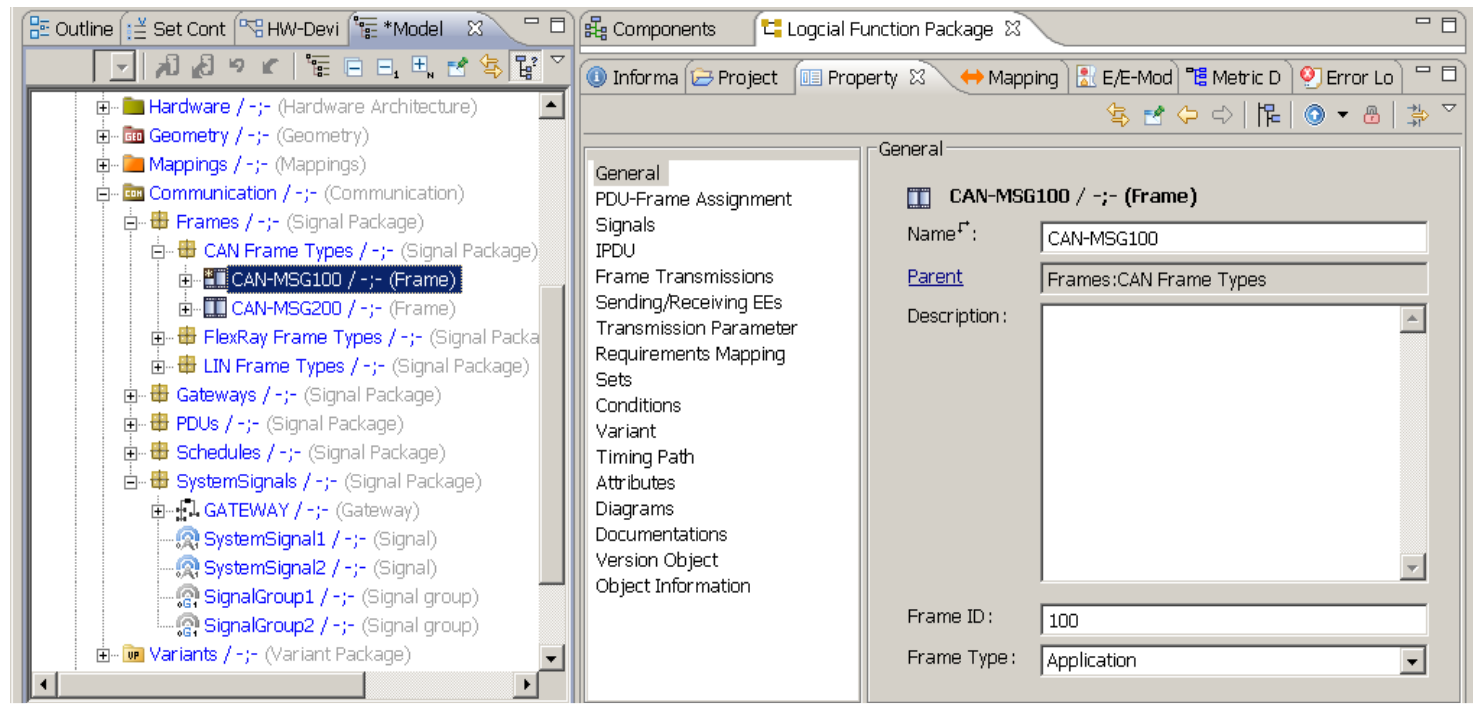 Outline Set Cont HW-Devi *Model
Hardware / -;- (Hardware Architecture)
GEO Geometry / -;- (Geometry)
Mappings / -;- (Mappings)
COM Communication / -;- (Communication)
Frames / -;- (Signal Package)
CAN Frame Types / -;- (Signal Package)
CAN-MSG100 / -;- (Frame)
CAN-MSG200 / -;- (Frame)
FlexRay Frame Types / -;- (Signal Packa
LIN Frame Types / -;- (Signal Package)
Gateways / -;- (Signal Package)
PDUs / -;- (Signal Package)
Schedules / -;- (Signal Package)
SystemSignals / -;- (Signal Package)
GATEWAY / -;- (Gateway)
SystemSignal1 / -;- (Signal)
SystemSignal2 / -;- (Signal)
SignalGroup1 / -;- (Signal group)
SignalGroup2 / -;- (Signal group)
VP Variants / -;- (Variant Package)
Components Logcial Function Package
Informa Project Property Mapping E/E-Mod Metric D Error Lo
General
PDU-Frame Assignment
Signals
IPDU
Frame Transmissions
Sending/Receiving EEs
Transmission Parameter
Requirements Mapping
Sets
Conditions
Variant
Timing Path
Attributes
Diagrams
Documentations
Version Object
Object Information
General
CAN-MSG100 / -;- (Frame)
Name : CAN-MSG100
Parent Frames:CAN Frame Types
Description :
Frame ID : 100
Frame Type : Application